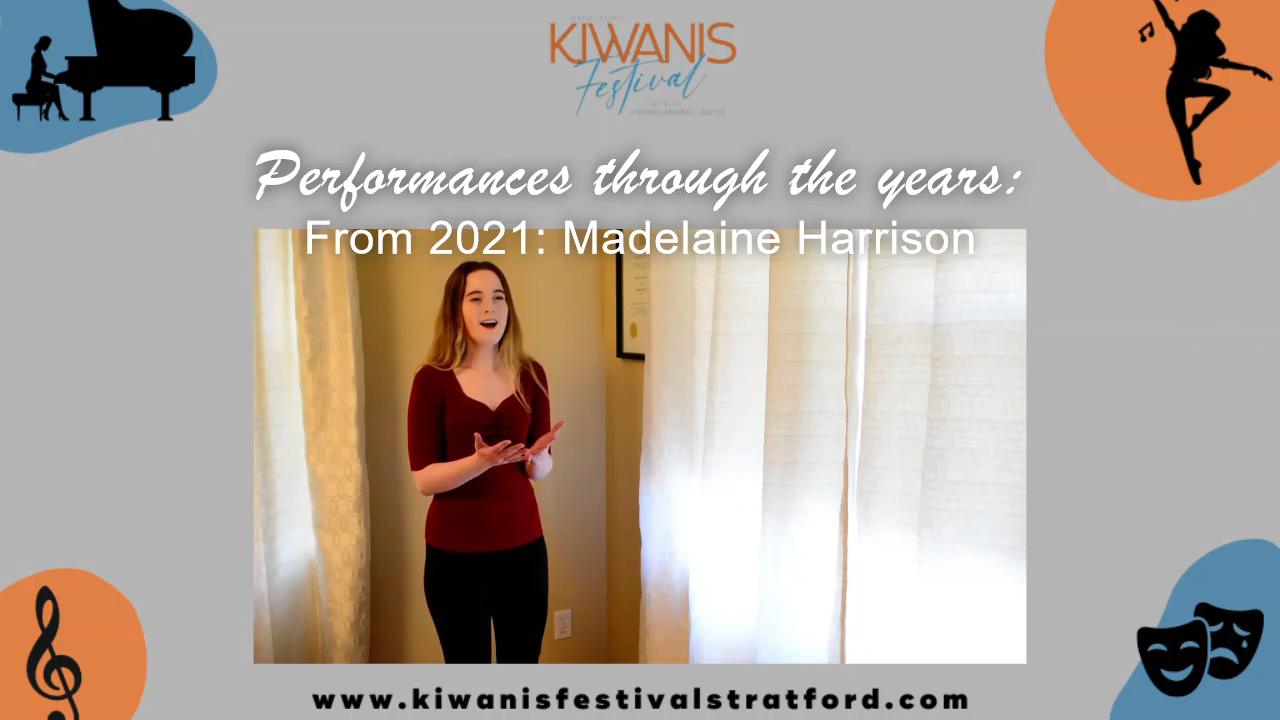 KIWANIS
Festival
Performances through the years:
From 2021: Madelaine Harrison
www.kiwanisfestivalstratford.com